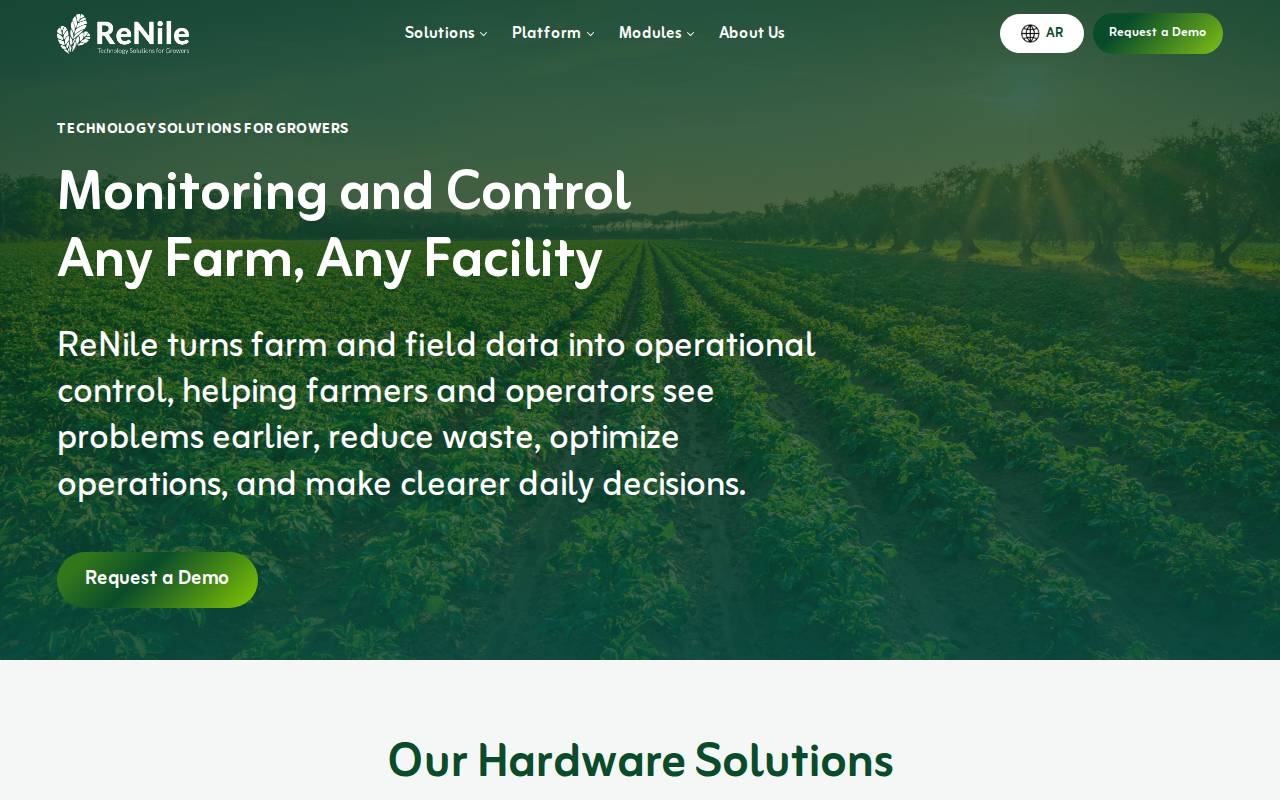 ReNile
Technology Solutions for Growers
Solutions
Platform
Modules
About Us
AR
Request a Demo
TECHNOLOGY SOLUTIONS FOR GROWERS
Monitoring and Control
Any Farm, Any Facility
ReNile turns farm and field data into operational
control, helping farmers and operators see
problems earlier, reduce waste, optimize
operations, and make clearer daily decisions.
Request a Demo
Our Hardware Solutions